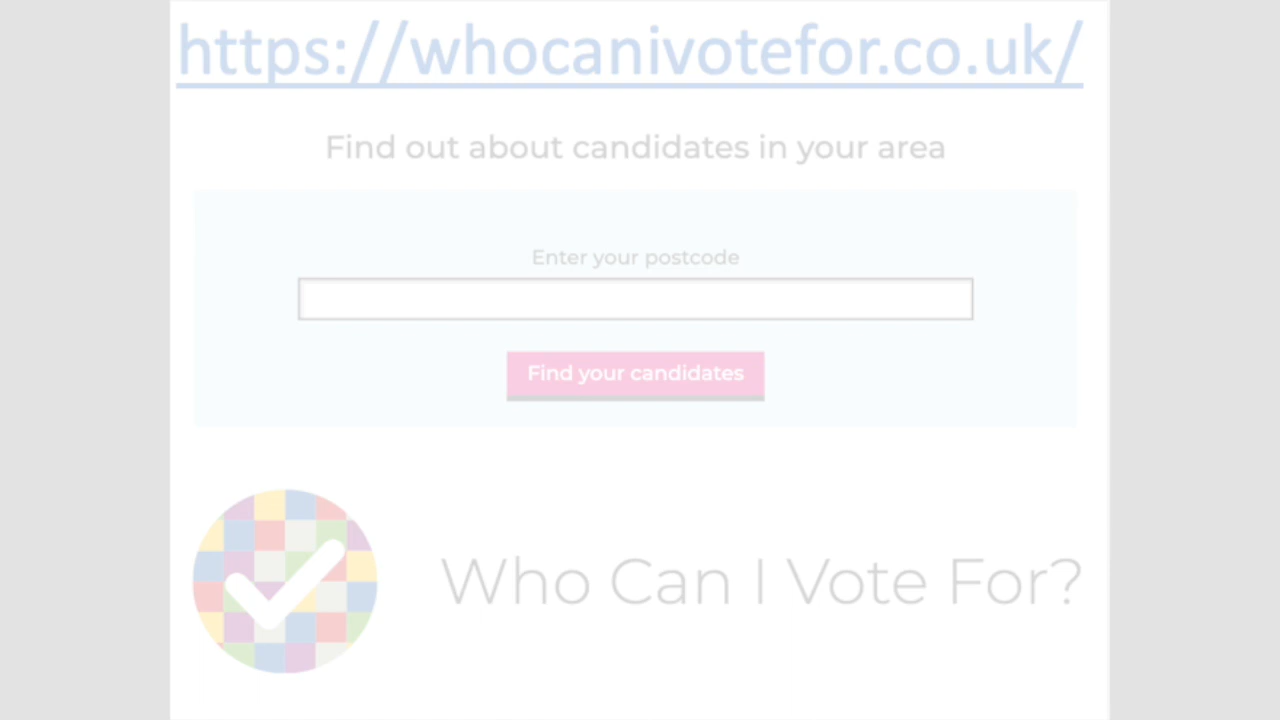 https://whocanivotefor.co.uk/
Find out about candidates in your area
Enter your postcode
Find your candidates
Who Can I Vote For?